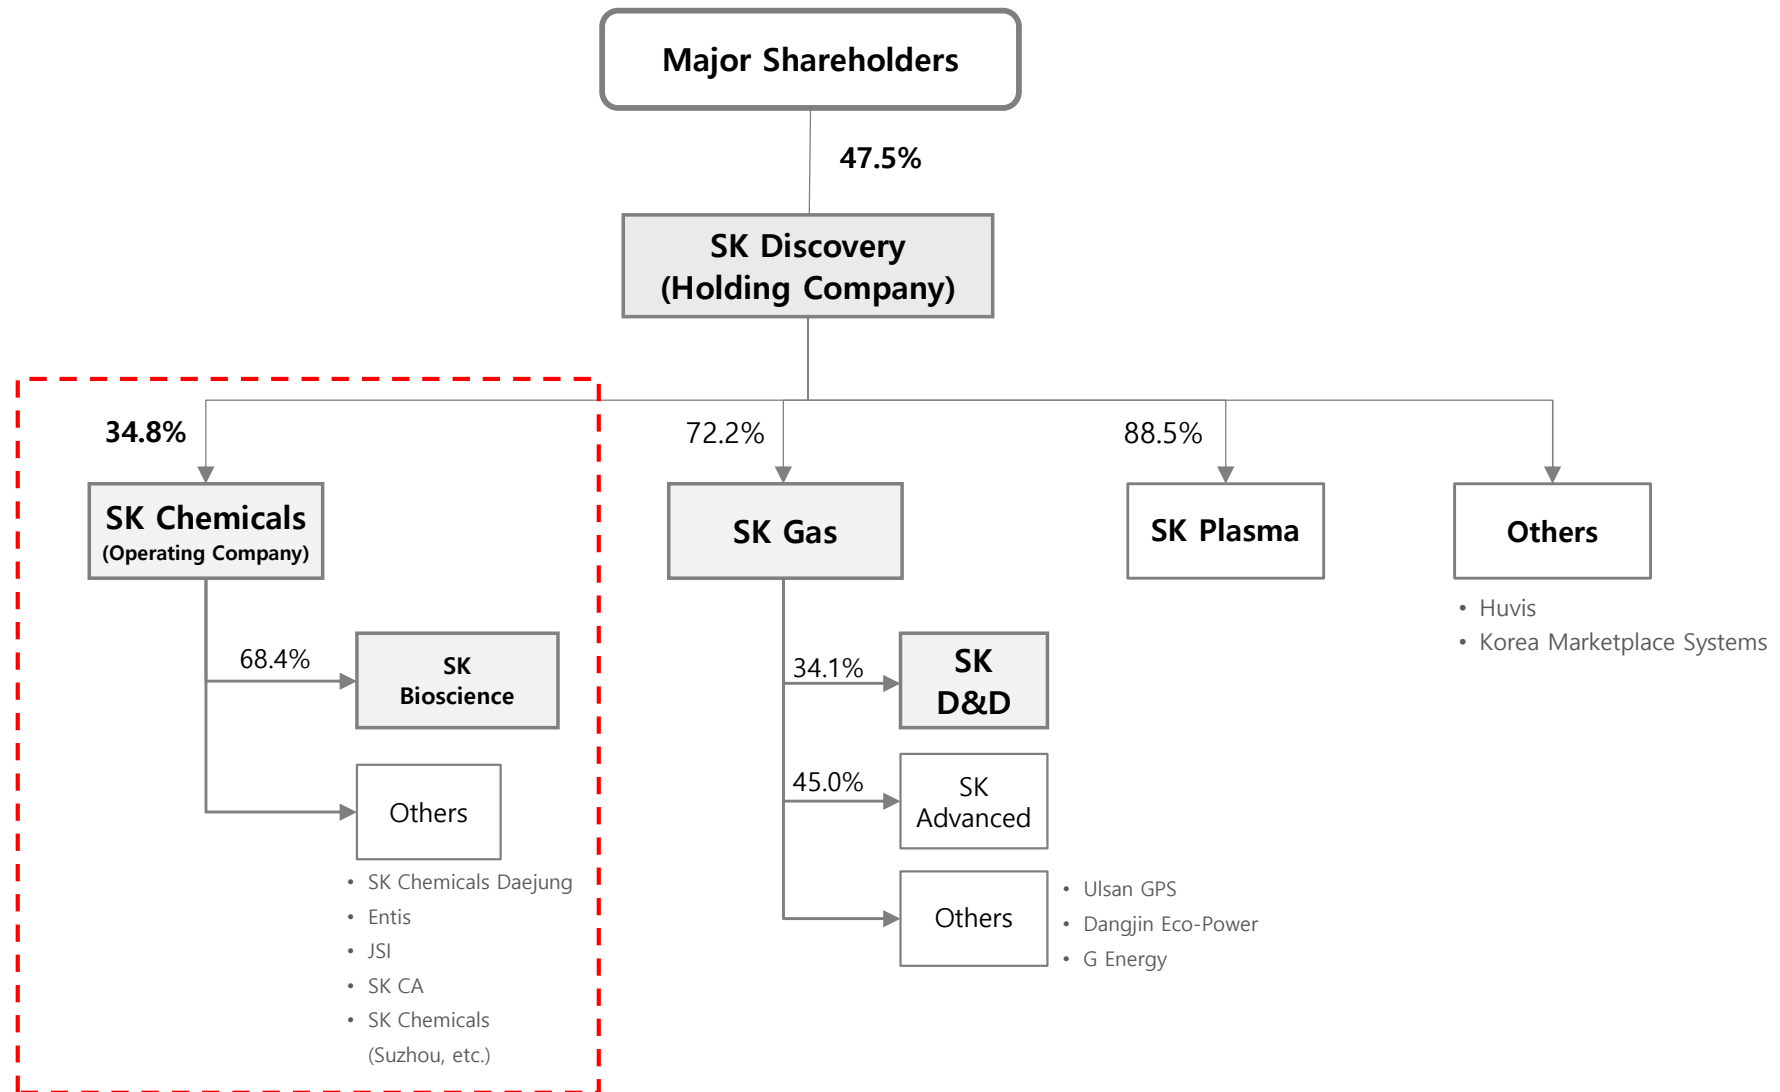 Major Shareholders
47.5%
SK Discovery
(Holding Company)
34.8%
72.2%
88.5%
SK Chemicals
(Operating Company)
SK Gas
SK Plasma
Others
• Huvis
• Korea Marketplace Systems
68.4%
SK
Bioscience
Others
• SK Chemicals Daejung
• Entis
• JSI
• SK CA
• SK Chemicals
(Suzhou, etc.)
34.1%
SK
D&D
45.0%
SK
Advanced
Others
• Ulsan GPS
• Dangjin Eco-Power
• G Energy